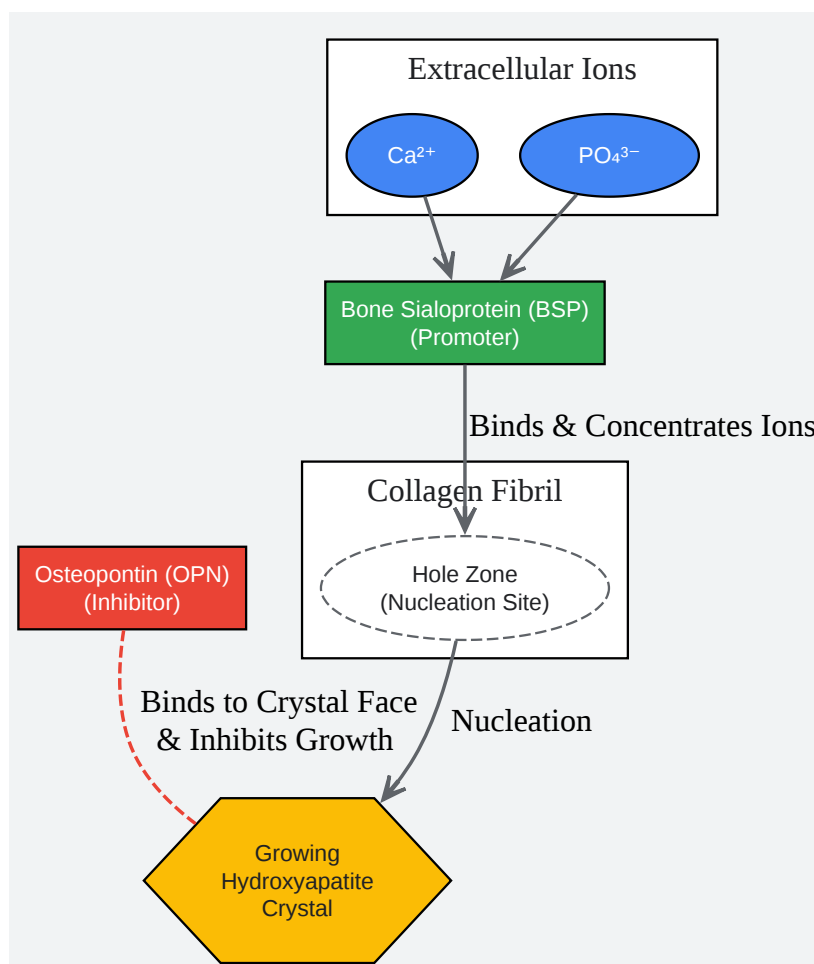 Extracellular Ions
Ca²⁺
PO₄³⁻
Bone Sialoprotein (BSP)
(Promoter)
Binds & Concentrates Ions
Collagen Fibril
Hole Zone
(Nucleation Site)
Osteopontin (OPN)
(Inhibitor)
Binds to Crystal Face
& Inhibits Growth
Nucleation
Growing
Hydroxyapatite
Crystal